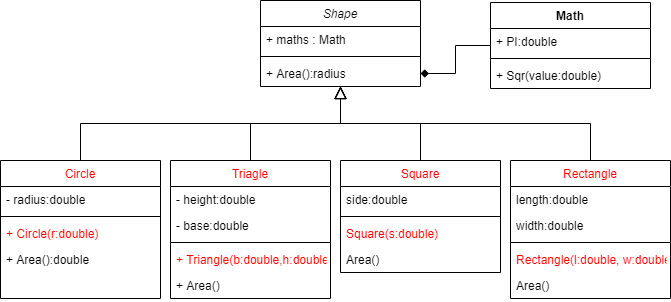 Shape
+ maths : Math
+ Area():radius
Math
+ PI:double
+ Sqr(value:double)
Circle
- radius:double
+ Circle(r:double)
+ Area():double
Triagle
- height:double
- base:double
+ Triangle(b:double,h:double
+ Area()
Square
side:double
Square(s:double)
Area()
Rectangle
length:double
width:double
Rectangle(l:double, w:double
Area()